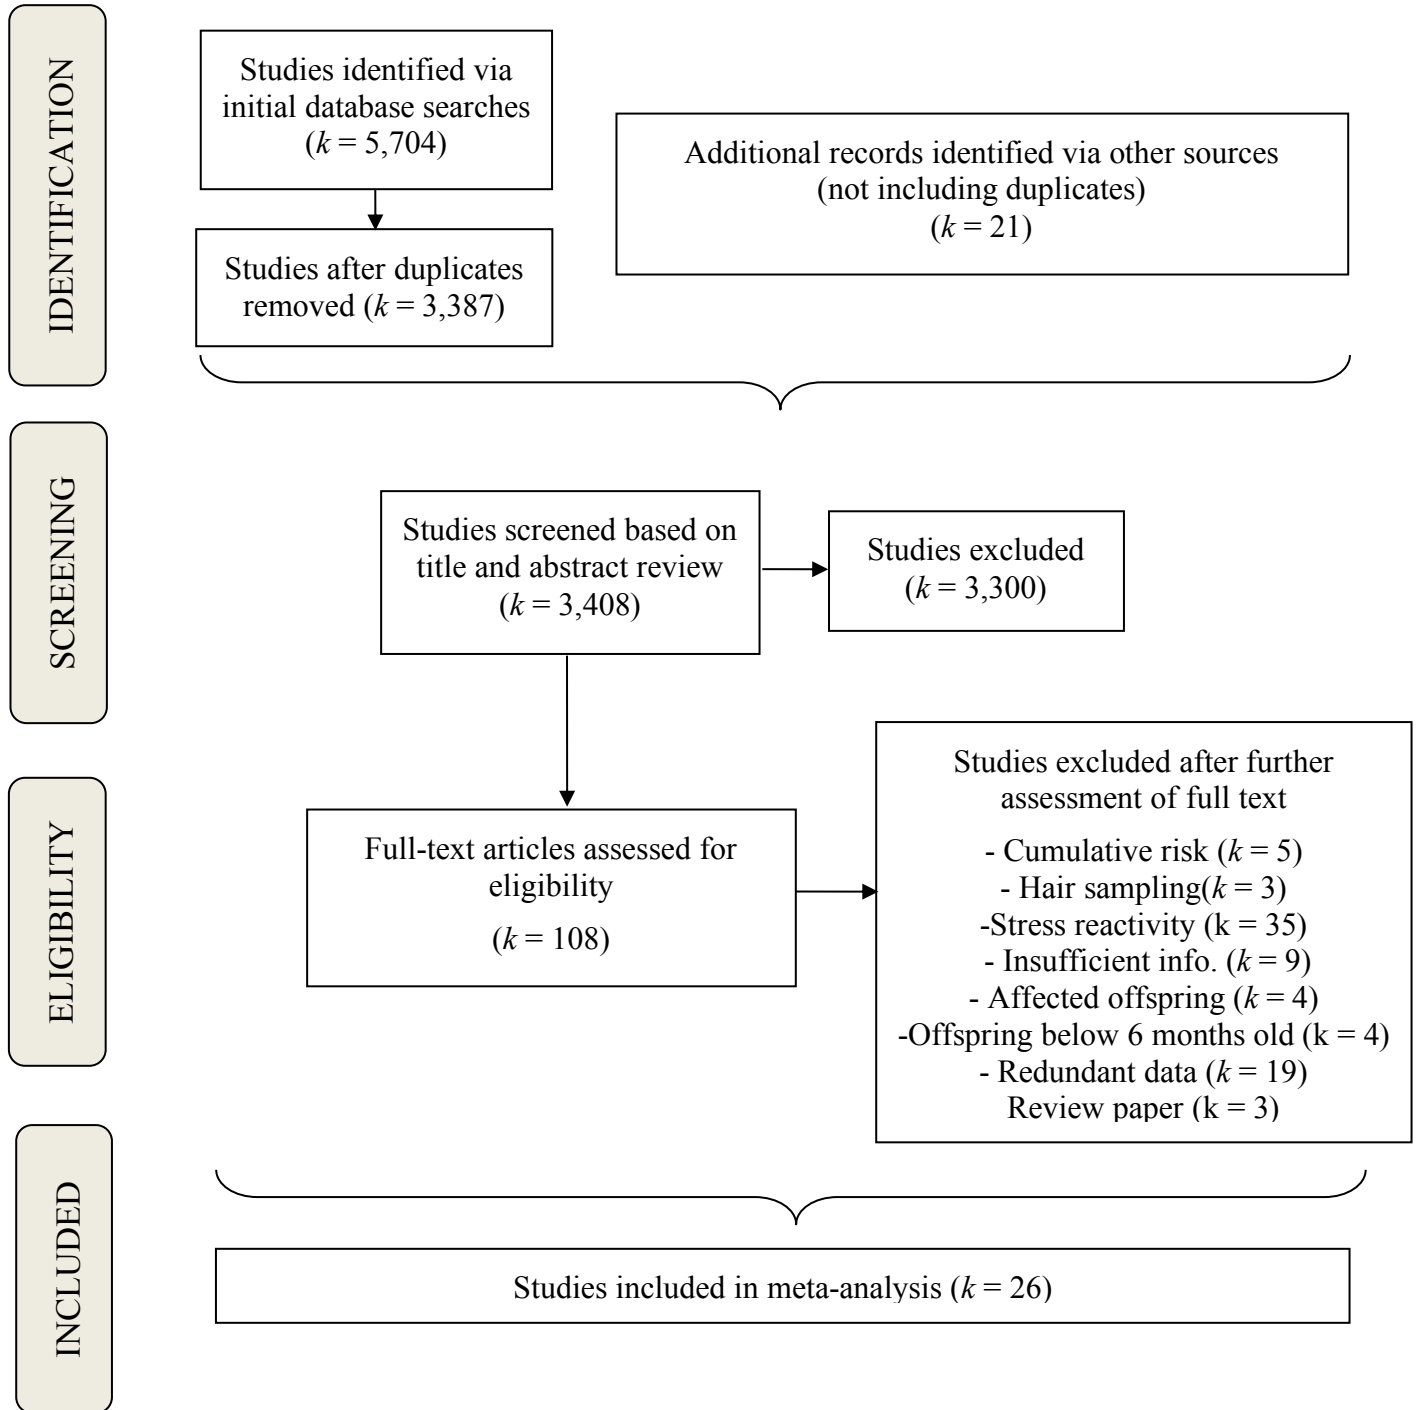 IDENTIFICATION
Studies identified via
initial database searches
(k = 5,704)
Additional records identified via other sources
(not including duplicates)
(k = 21)
Studies after duplicates
removed (k = 3,387)
SCREENING
Studies screened based on
title and abstract review
(k = 3,408)
Studies excluded
(k = 3,300)
ELIGIBILITY
Full-text articles assessed for
eligibility
(k = 108)
Studies excluded after further
assessment of full text
- Cumulative risk (k = 5)
- Hair sampling(k = 3)
-Stress reactivity (k = 35)
- Insufficient info. (k = 9)
- Affected offspring (k = 4)
-Offspring below 6 months old (k = 4)
- Redundant data (k = 19)
Review paper (k = 3)
INCLUDED
Studies included in meta-analysis (k = 26)